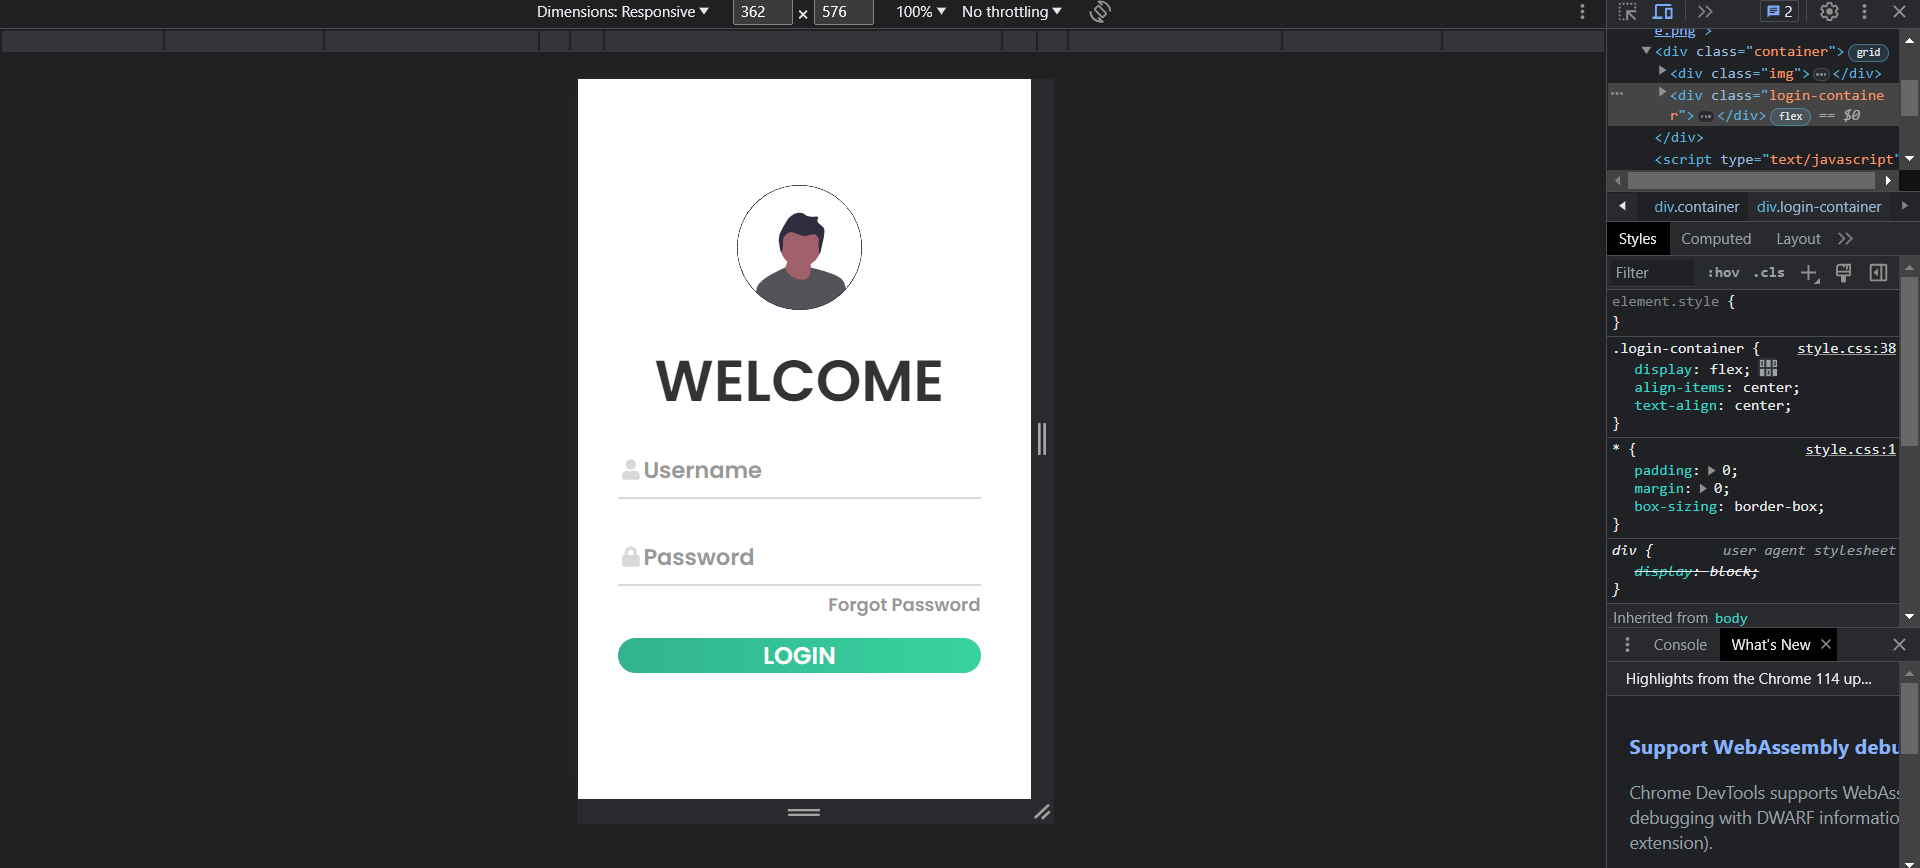 Dimensions: Responsive ▼ 362 × 576 100% ▼ No throttling ▼
2
WELCOME
Username
Password
Forgot Password
LOGIN
e.png">
▼<div class="container"> grid
▶<div class="img">…</div>
▶<div class="login-containe
r">…</div> flex == $0
</div>
<script type="text/javascript"
div.container div.login-container
Styles Computed Layout
Filter :hov .cls
element.style {
}
.login-container { style.css:38
display: flex;
align-items: center;
text-align: center;
}
* { style.css:1
padding: ▶ 0;
margin: ▶ 0;
box-sizing: border-box;
}
div { user agent stylesheet
display: block;
}
Inherited from body
Console What's New ×
Highlights from the Chrome 114 up...
Support WebAssembly debu
Chrome DevTools supports WebAss
debugging with DWARF informatio
extension).